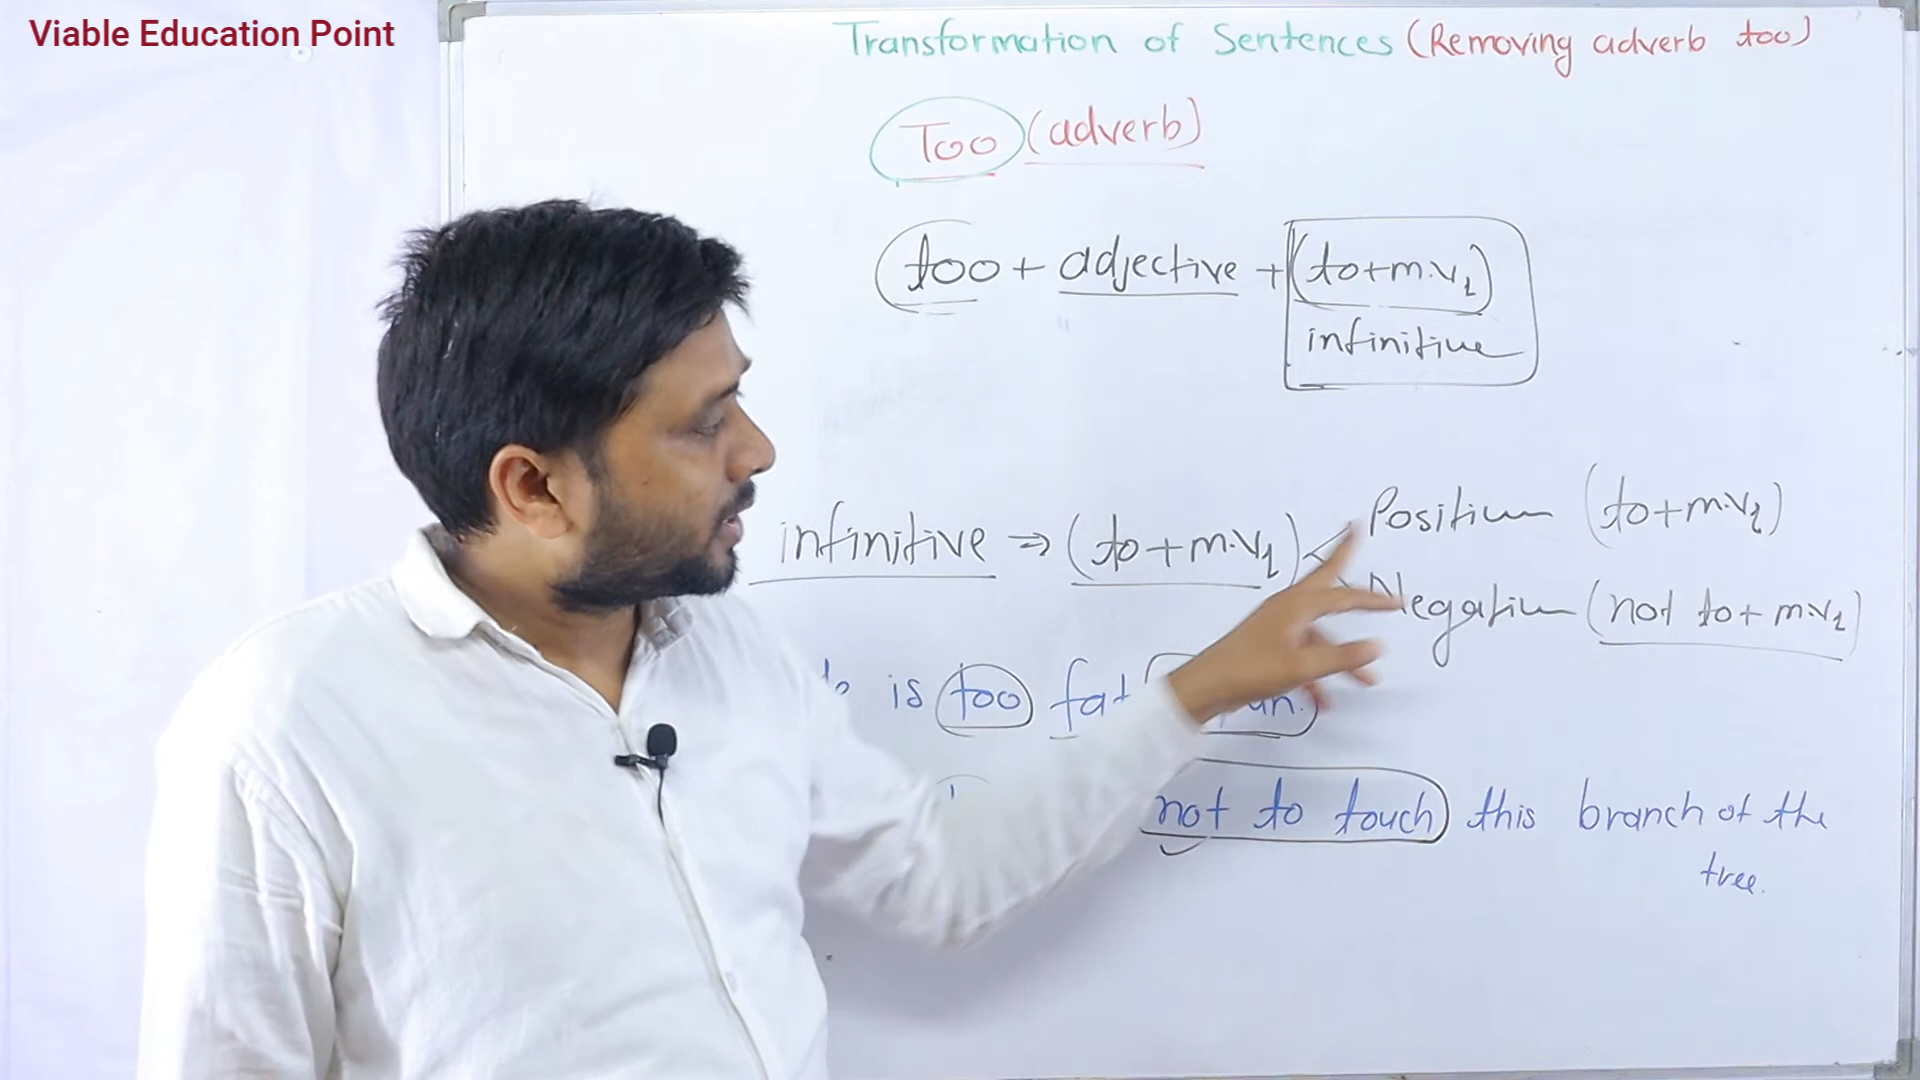 Viable Education Point
Transformation of Sentences (Removing adverb too)
Too (adverb)
too + adjective + (to+m.v1)
infinitive
infinitive ⇒ (to+m.v1)
Positive (to+m.v1)
Negative (not to+m.v1)
is too fat
not to touch this branch of the
tree.